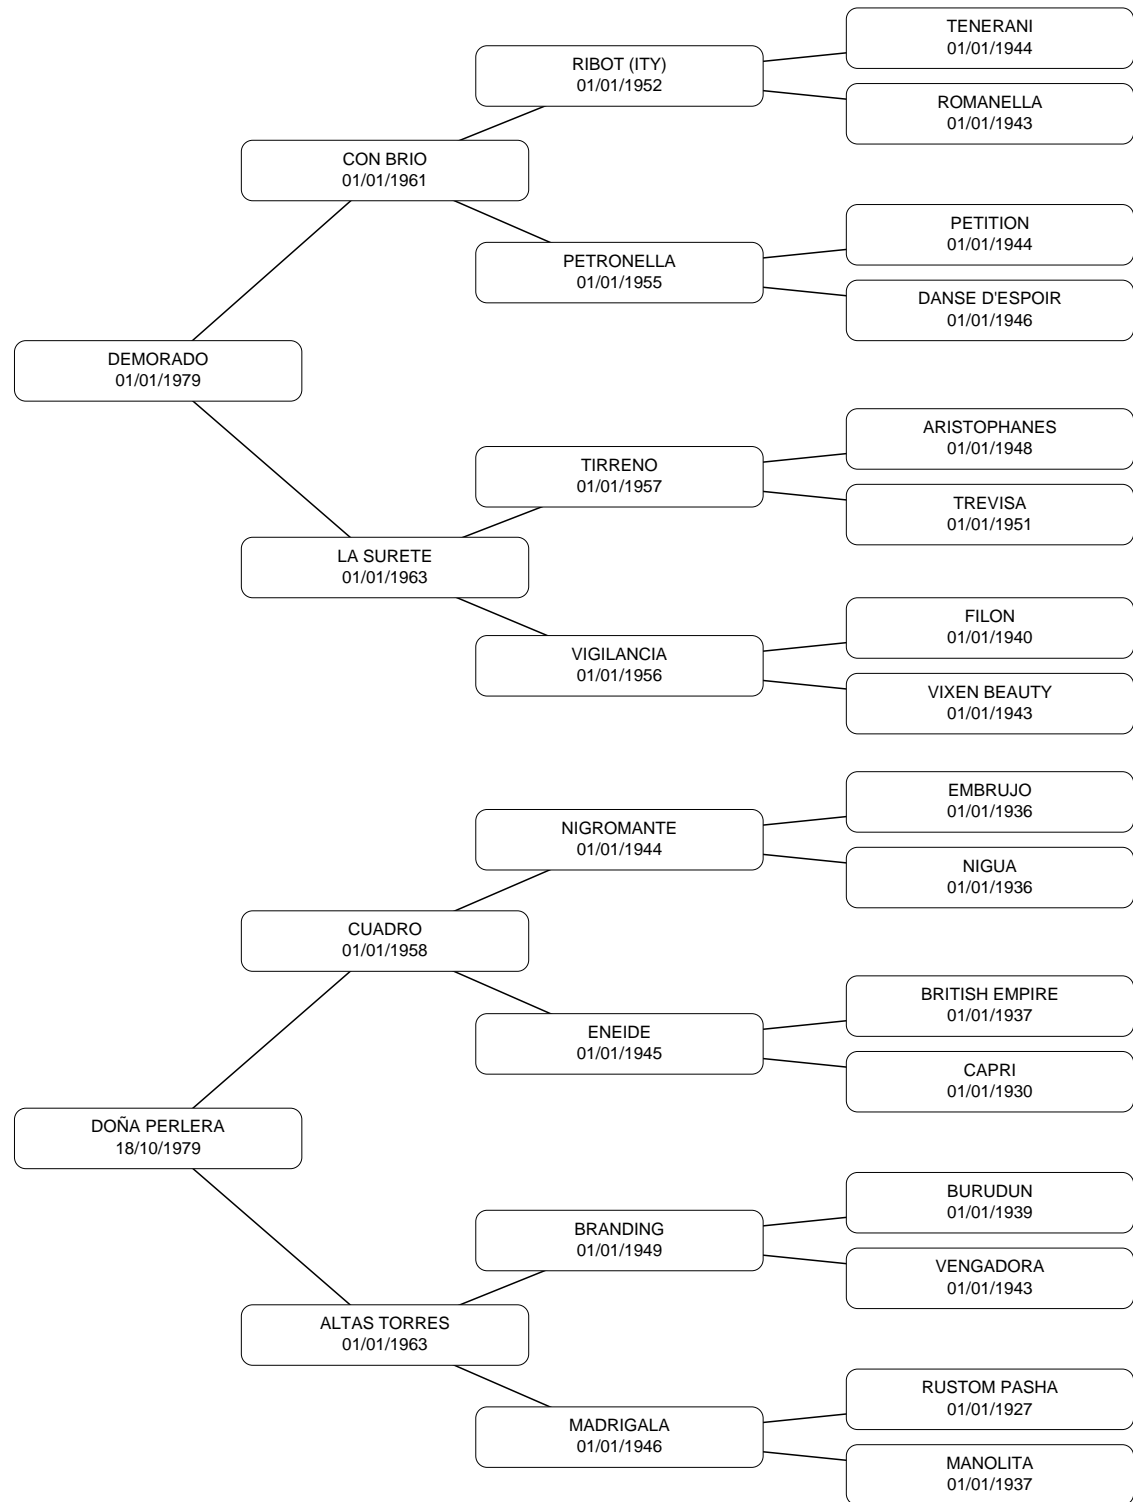 TENERANI
01/01/1944
RIBOT (ITY)
01/01/1952
ROMANELLA
01/01/1943
CON BRIO
01/01/1961
PETITION
01/01/1944
PETRONELLA
01/01/1955
DANSE D'ESPOIR
01/01/1946
DEMORADO
01/01/1979
ARISTOPHANES
01/01/1948
TIRRENO
01/01/1957
TREVISA
01/01/1951
LA SURETE
01/01/1963
FILON
01/01/1940
VIGILANCIA
01/01/1956
VIXEN BEAUTY
01/01/1943
EMBRUJO
01/01/1936
NIGROMANTE
01/01/1944
NIGUA
01/01/1936
CUADRO
01/01/1958
BRITISH EMPIRE
01/01/1937
ENEIDE
01/01/1945
CAPRI
01/01/1930
DOÑA PERLERA
18/10/1979
BURUDUN
01/01/1939
BRANDING
01/01/1949
VENGADORA
01/01/1943
ALTAS TORRES
01/01/1963
RUSTOM PASHA
01/01/1927
MADRIGALA
01/01/1946
MANOLITA
01/01/1937